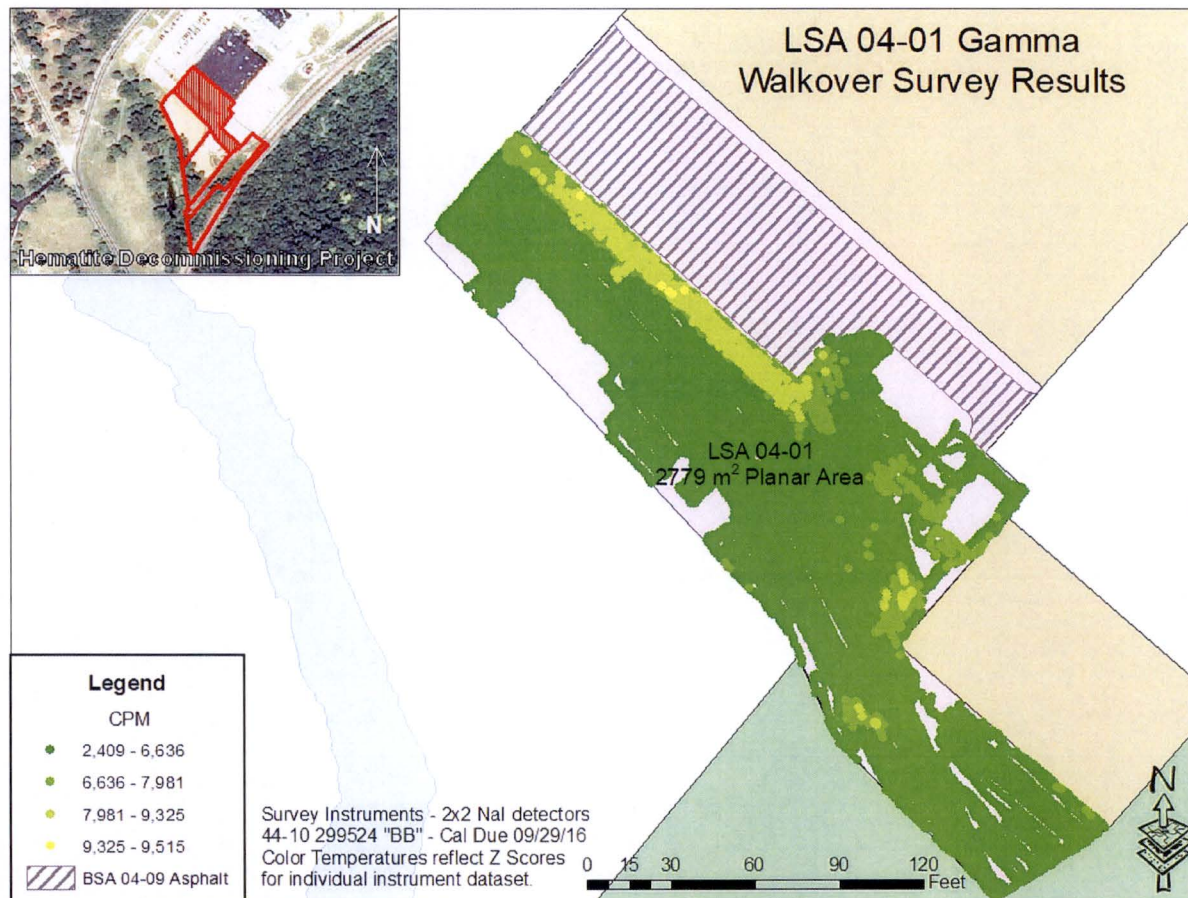 LSA 04-01 Gamma
Walkover Survey Results
N
Hematite Decommissioning Project
LSA 04-01
2779 m² Planar Area
Legend
CPM
2,409 - 6,636
6,636 - 7,981
7,981 - 9,325
9,325 - 9,515
BSA 04-09 Asphalt
Survey Instruments - 2x2 NaI detectors
44-10 299524 "BB" - Cal Due 09/29/16
Color Temperatures reflect Z Scores
for individual instrument dataset.
0 15 30 60 90 120
Feet
N